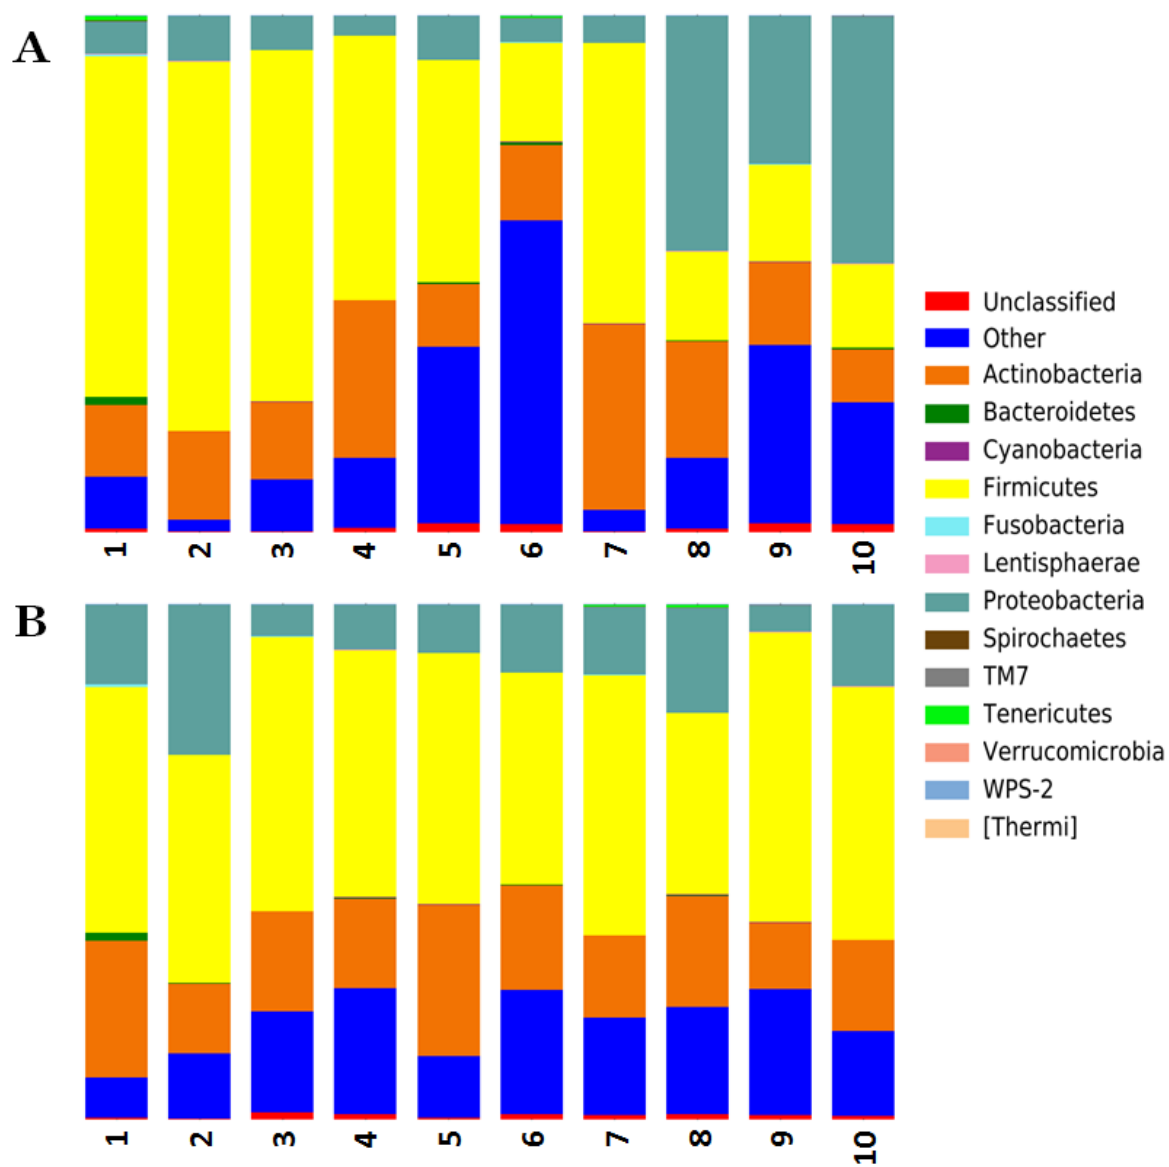 A
1 2 3 4 5 6 7 8 9 10
B
1 2 3 4 5 6 7 8 9 10
Unclassified
Other
Actinobacteria
Bacteroidetes
Cyanobacteria
Firmicutes
Fusobacteria
Lentisphaerae
Proteobacteria
Spirochaetes
TM7
Tenericutes
Verrucomicrobia
WPS-2
[Thermi]